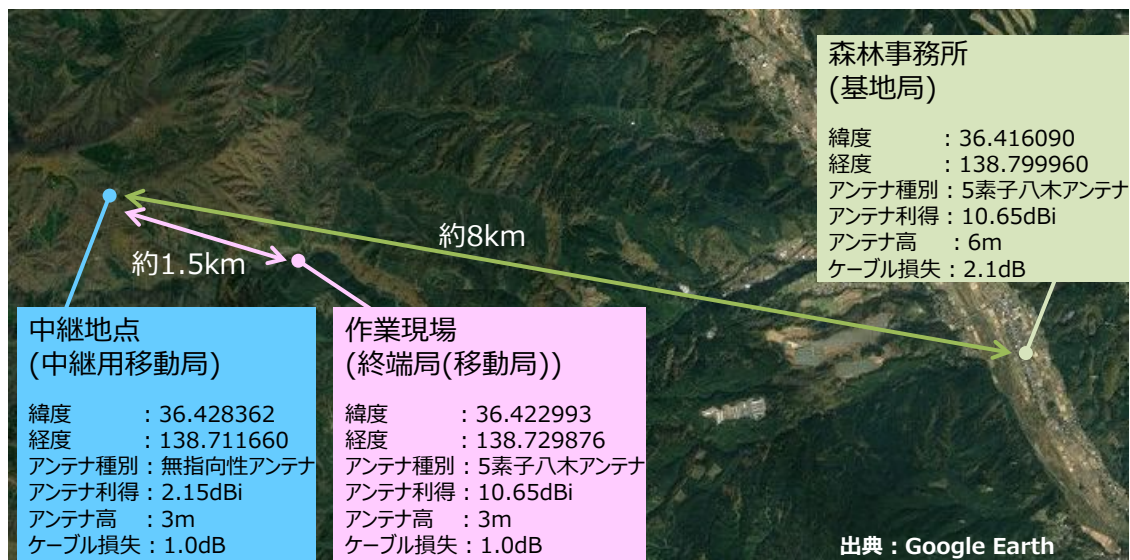 森林事務所
(基地局)
緯度　　　　：36.416090
経度　　　　：138.799960
アンテナ種別：5素子八木アンテナ
アンテナ利得：10.65dBi
アンテナ高　：6m
ケーブル損失：2.1dB
約8km
約1.5km
中継地点
(中継用移動局)
緯度　　　　：36.428362
経度　　　　：138.711660
アンテナ種別：無指向性アンテナ
アンテナ利得：2.15dBi
アンテナ高　：3m
ケーブル損失：1.0dB
作業現場
(終端局(移動局))
緯度　　　　：36.422993
経度　　　　：138.729876
アンテナ種別：5素子八木アンテナ
アンテナ利得：10.65dBi
アンテナ高　：3m
ケーブル損失：1.0dB
出典：Google Earth